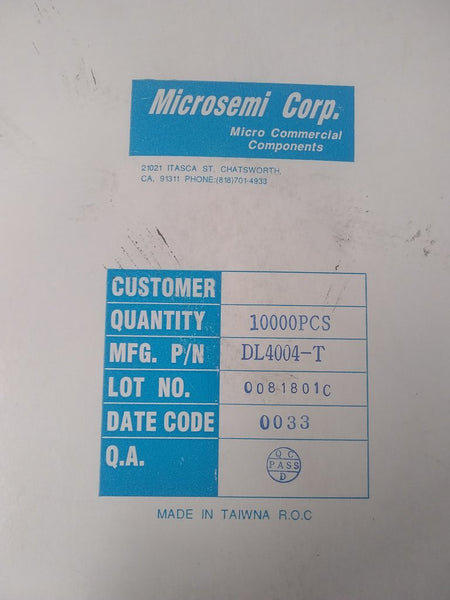 Microsemi Corp.
Micro Commercial
Components
21021 ITASCA ST. CHATSWORTH,
CA. 91311 PHONE:(818)701-4933
CUSTOMER
QUANTITY 10000PCS
MFG. P/N DL4004-T
LOT NO. 0081801C
DATE CODE 0033
Q.A. QC
PASS
D
MADE IN TAIWNA R.O.C